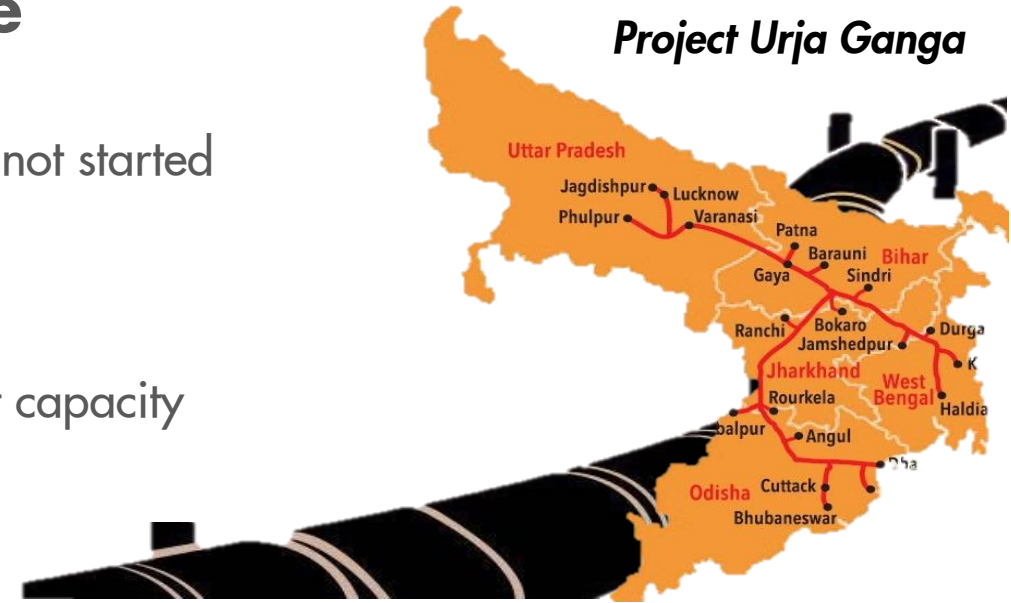 e
Project Urja Ganga
not started
capacity
Uttar Pradesh
Jagdishpur
Lucknow
Phulpur
Varanasi
Patna
Barauni
Bihar
Gaya
Sindri
Ranchi
Bokaro
Durga
Jamshedpur
K
Jharkhand
West
Bengal
Rourkela
Haldia
balpur
Angul
Odisha
Cuttack
Bhubaneswar